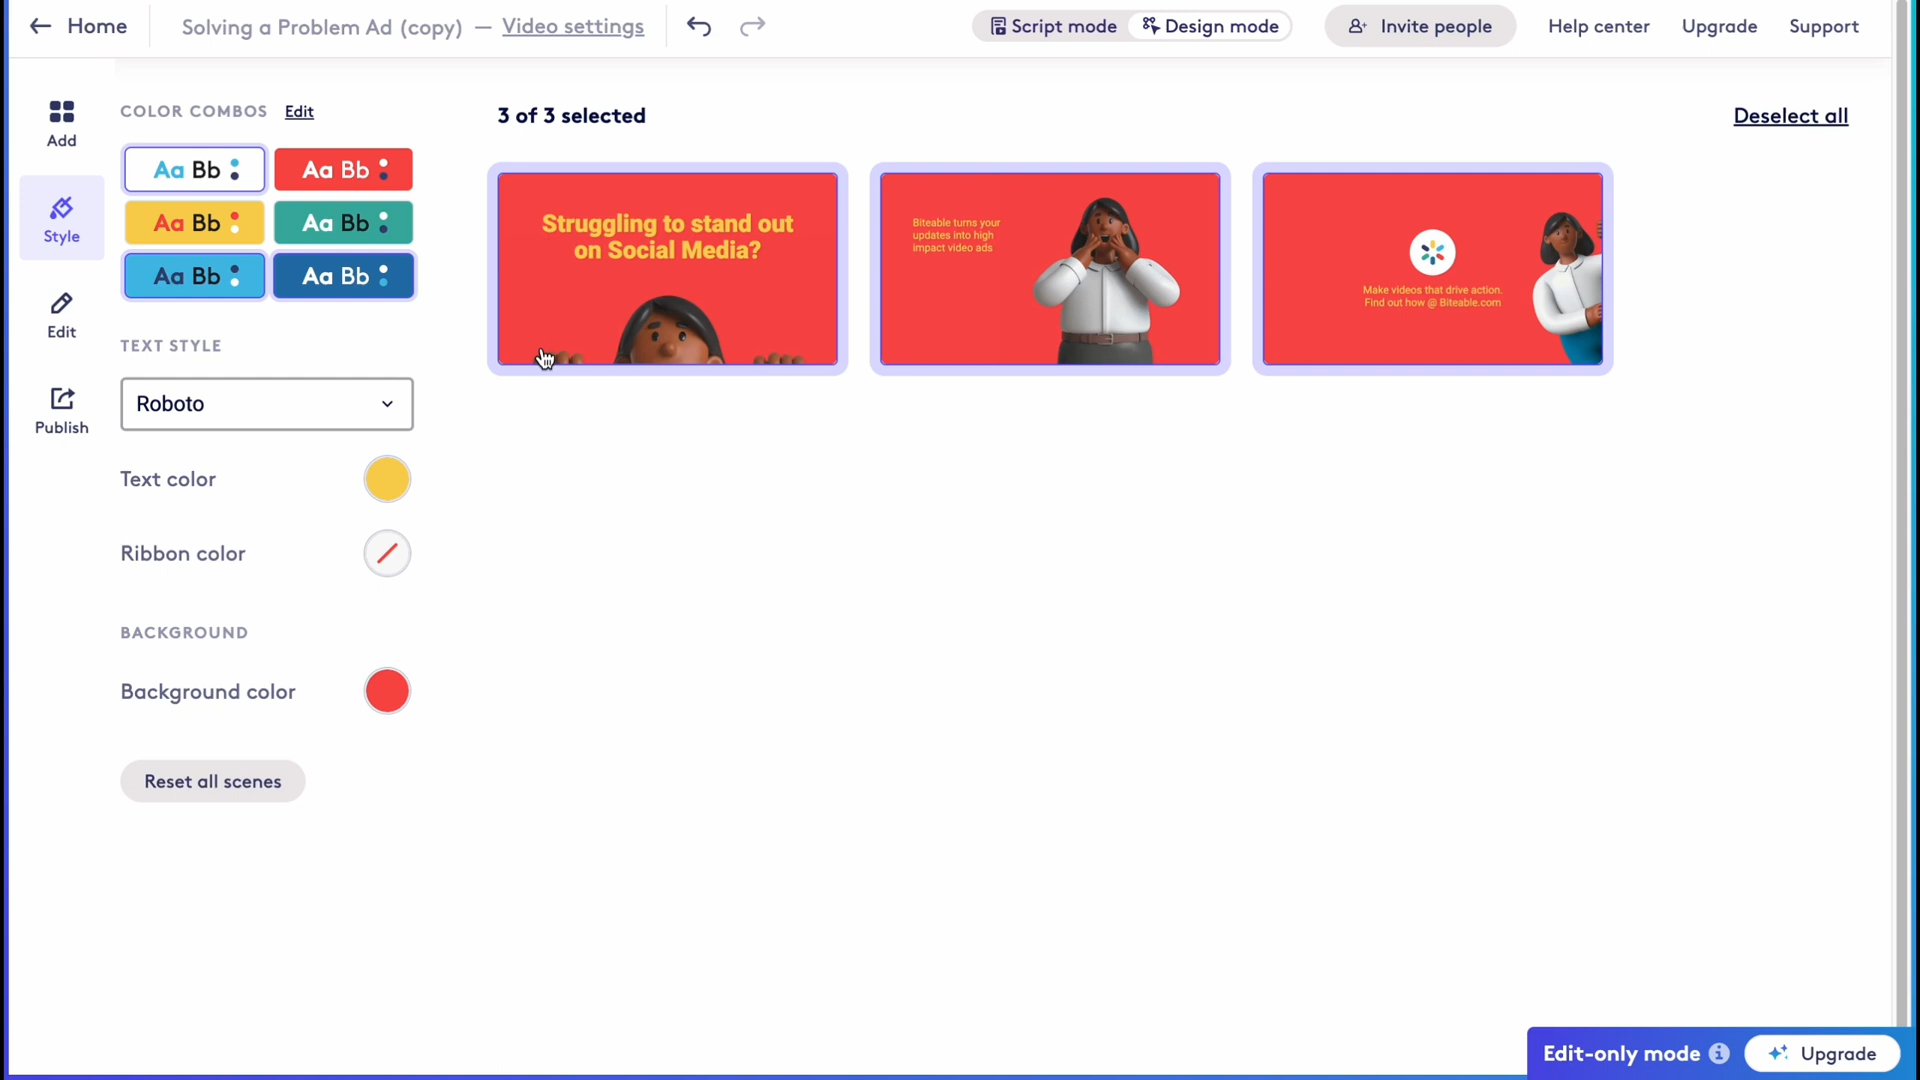 Home
Solving a Problem Ad (copy) — Video settings
Script mode
Design mode
Invite people
Help center
Upgrade
Support
Add
Style
Edit
Publish
COLOR COMBOS Edit
Aa Bb
Aa Bb
Aa Bb
Aa Bb
Aa Bb
Aa Bb
TEXT STYLE
Roboto
Text color
Ribbon color
BACKGROUND
Background color
Reset all scenes
3 of 3 selected
Deselect all
Struggling to stand out
on Social Media?
Biteable turns your
updates into high
impact video ads
Make videos that drive action.
Find out how @ Biteable.com
Edit-only mode
Upgrade